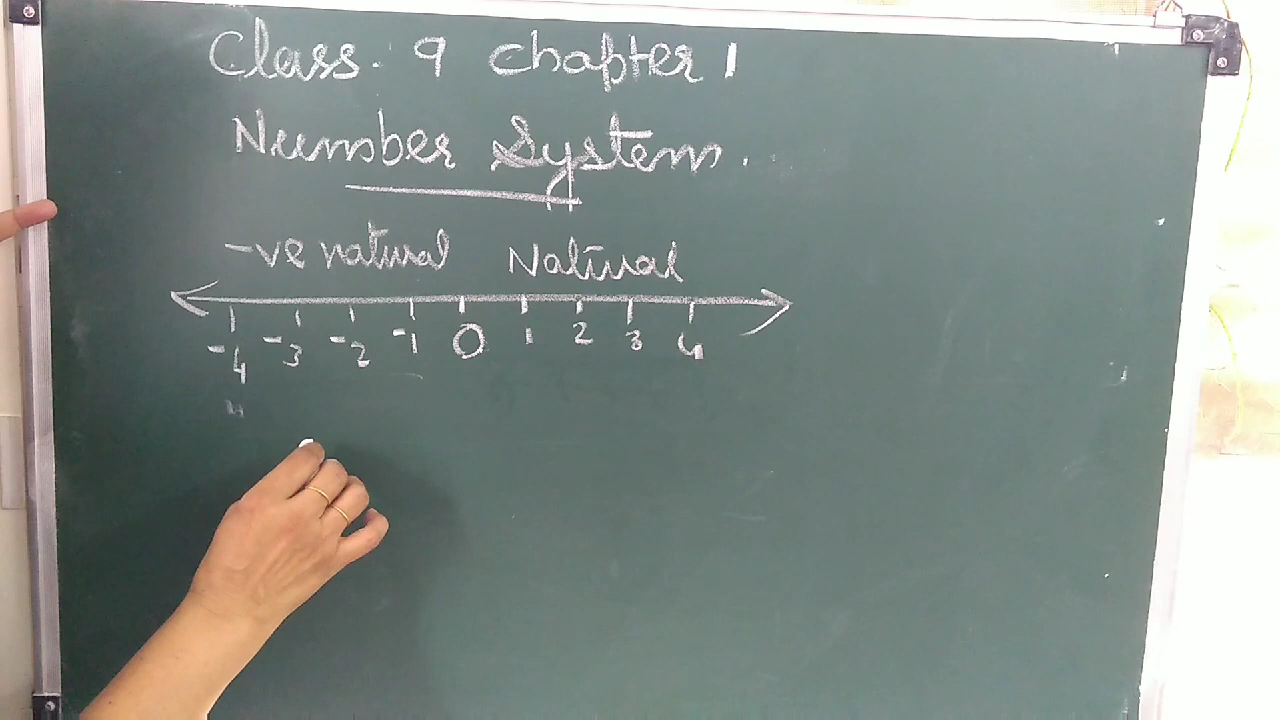 Class. 9 Chapter 1
Number System.
-ve natural Natural
-4 -3 -2 -1 0 1 2 3 4